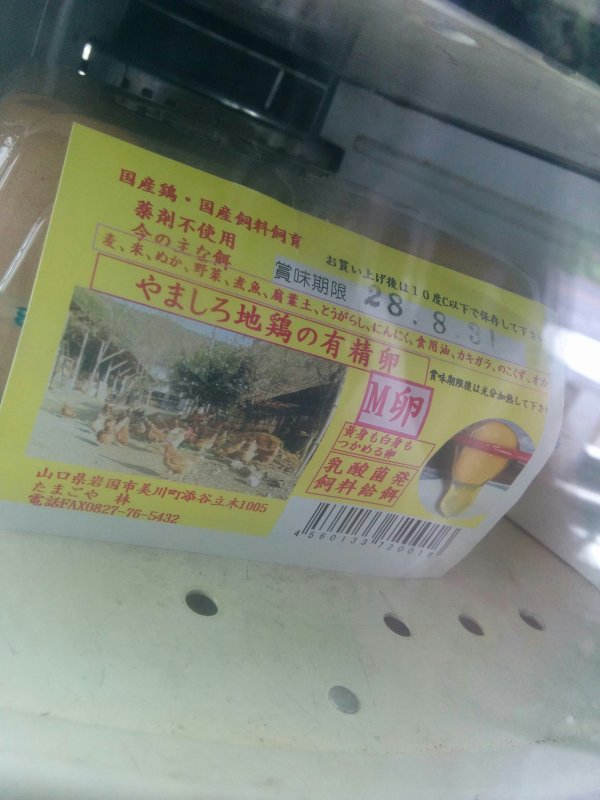 国産鶏・国産飼料飼育
薬剤不使用
今の主な餌
麦、米、ぬか、野菜、煮魚、腐葉土、とうがらし、にんにく、食用油、カキガラ、のこくず、オカ
お買い上げ後は10度C以下で保存して下さ
賞味期限 28.8.31
やましろ地鶏の有精卵
賞味期限後は充分加熱して下さ
M卵
黄身も白身も
つかめる卵
乳酸菌発
飼料給餌
山口県岩国市美川町添谷立木1005
たまごや 林
電話FAX0827-76-5432
4560133720018